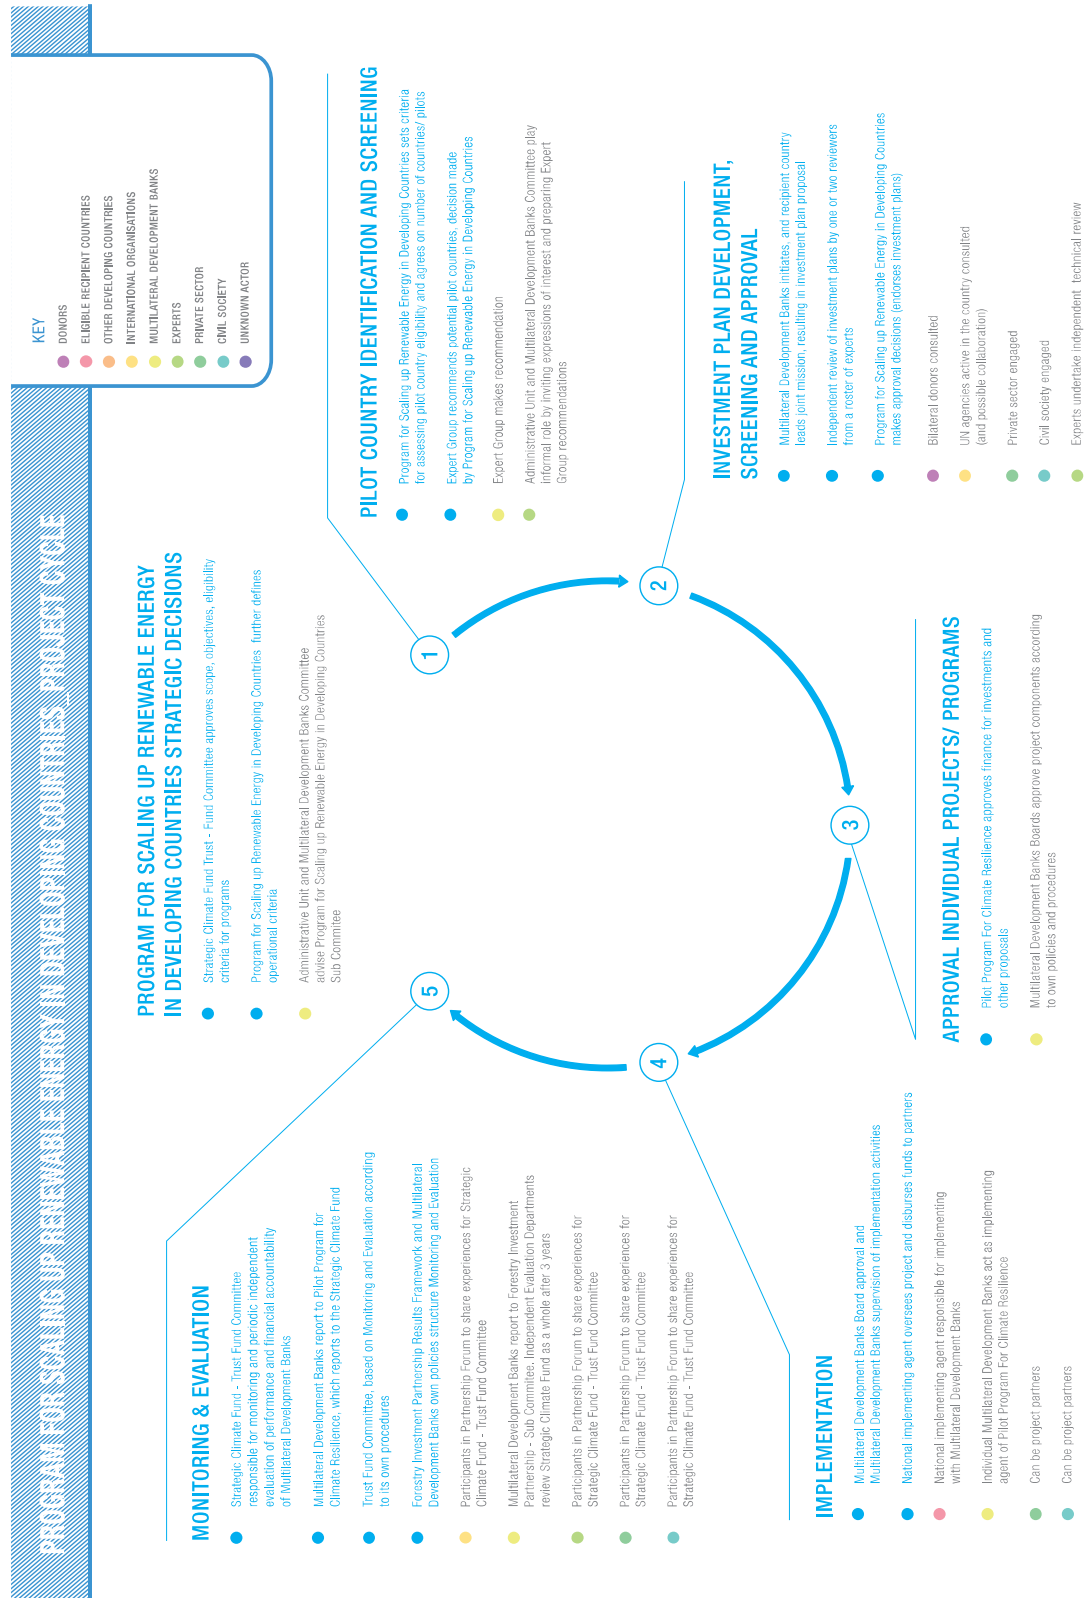 PROGRAM FOR SCALING UP RENEWABLE ENERGY IN DEVELOPING COUNTRIES_PROJECT CYCLE
KEY
DONORS
ELIGIBLE RECIPIENT COUNTRIES
OTHER DEVELOPING COUNTRIES
INTERNATIONAL ORGANISATIONS
MULTILATERAL DEVELOPMENT BANKS
EXPERTS
PRIVATE SECTOR
CIVIL SOCIETY
UNKNOWN ACTOR
PROGRAM FOR SCALING UP RENEWABLE ENERGY
IN DEVELOPING COUNTRIES STRATEGIC DECISIONS
Strategic Climate Fund Trust - Fund Committee approves scope, objectives, eligibility
criteria for programs
Program for Scaling up Renewable Energy in Developing Countries further defines
operational criteria
Administrative Unit and Multilateral Development Banks Committee
advise Program for Scaling up Renewable Energy in Developing Countries
Sub Commitee
PILOT COUNTRY IDENTIFICATION AND SCREENING
Program for Scaling up Renewable Energy in Developing Countries sets criteria
for assessing pilot country eligibility and agrees on number of countries/ pilots
Expert Group recommends potential pilot countries, decision made
by Program for Scaling up Renewable Energy in Developing Countries
Expert Group makes recommendation
Administrative Unit and Multilateral Development Banks Committee play
informal role by inviting expressions of interest and preparing Expert
Group recommendations
1
2
3
4
5
INVESTMENT PLAN DEVELOPMENT,
SCREENING AND APPROVAL
Multilateral Development Banks initiates, and recipient country
leads joint mission, resulting in investment plan proposal
Independent review of investment plans by one or two reviewers
from a roster of experts
Program for Scaling up Renewable Energy in Developing Countries
makes approval decisions (endorses investment plans)
Bilateral donors consulted
UN agencies active in the country consulted
(and possible collaboration)
Private sector engaged
Civil society engaged
Experts undertake independent technical review
APPROVAL INDIVIDUAL PROJECTS/ PROGRAMS
Pilot Program For Climate Resilience approves finance for investments and
other proposals
Multilateral Development Banks Boards approve project components according
to own policies and procedures
IMPLEMENTATION
Multilateral Development Banks Board approval and
Multilateral Development Banks supervision of implementation activities
National implementing agent oversees project and disburses funds to partners
National implementing agent responsible for implementing
with Multilateral Development Banks
Individual Multilateral Development Banks act as implementing
agent of Pilot Program For Climate Resilience
Can be project partners
Can be project partners
MONITORING & EVALUATION
Strategic Climate Fund - Trust Fund Committee
responsible for monitoring and periodic independent
evaluation of performance and financial accountability
of Multilateral Development Banks
Multilateral Development Banks report to Pilot Program for
Climate Resilience, which reports to the Strategic Climate Fund
Trust Fund Committee, based on Monitoring and Evaluation according
to its own procedures
Forestry Investment Partnership Results Framework and Multilateral
Development Banks own policies structure Monitoring and Evaluation
Participants in Partnership Forum to share experiences for Strategic
Climate Fund - Trust Fund Committee
Multilateral Development Banks report to Forestry Investment
Partnership - Sub Committee. Independent Evaluation Departments
review Strategic Climate Fund as a whole after 3 years
Participants in Partnership Forum to share experiences for
Strategic Climate Fund - Trust Fund Committee
Participants in Partnership Forum to share experiences for
Strategic Climate Fund - Trust Fund Committee
Participants in Partnership Forum to share experiences for
Strategic Climate Fund - Trust Fund Committee